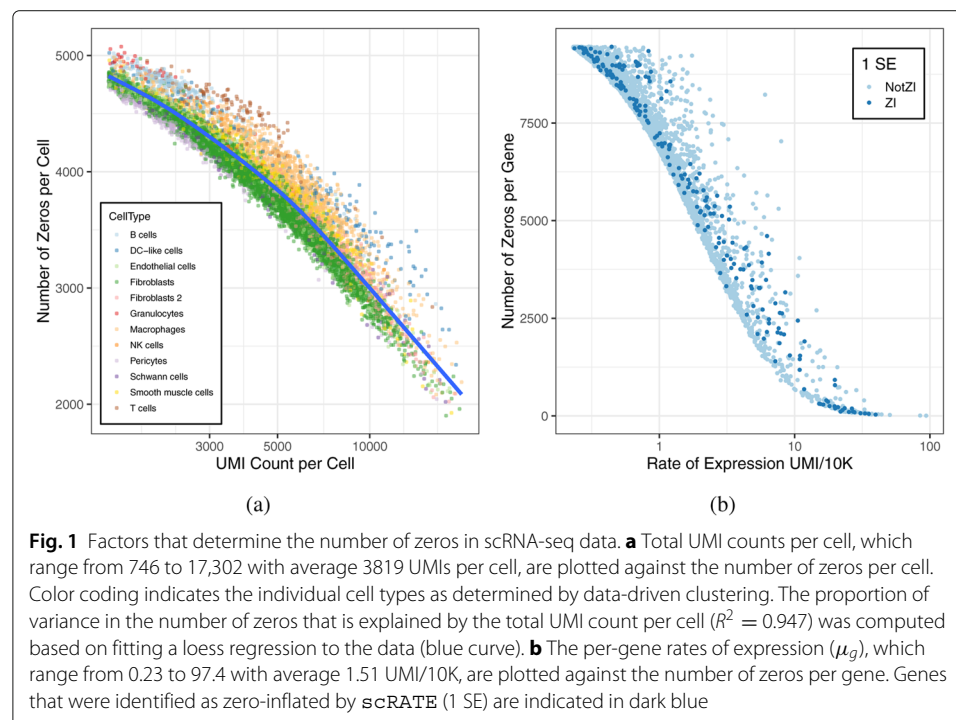 5000
4000
3000
2000
Number of Zeros per Cell
CellType
B cells
DC−like cells
Endothelial cells
Fibroblasts
Fibroblasts 2
Granulocytes
Macrophages
NK cells
Pericytes
Schwann cells
Smooth muscle cells
T cells
3000 5000 10000
UMI Count per Cell
(a)
7500
5000
2500
0
Number of Zeros per Gene
1 SE
NotZI
ZI
1 10 100
Rate of Expression UMI/10K
(b)
Fig. 1 Factors that determine the number of zeros in scRNA-seq data. a Total UMI counts per cell, which
range from 746 to 17,302 with average 3819 UMIs per cell, are plotted against the number of zeros per cell.
Color coding indicates the individual cell types as determined by data-driven clustering. The proportion of
variance in the number of zeros that is explained by the total UMI count per cell (R² = 0.947) was computed
based on fitting a loess regression to the data (blue curve). b The per-gene rates of expression (μg), which
range from 0.23 to 97.4 with average 1.51 UMI/10K, are plotted against the number of zeros per gene. Genes
that were identified as zero-inflated by scRATE (1 SE) are indicated in dark blue